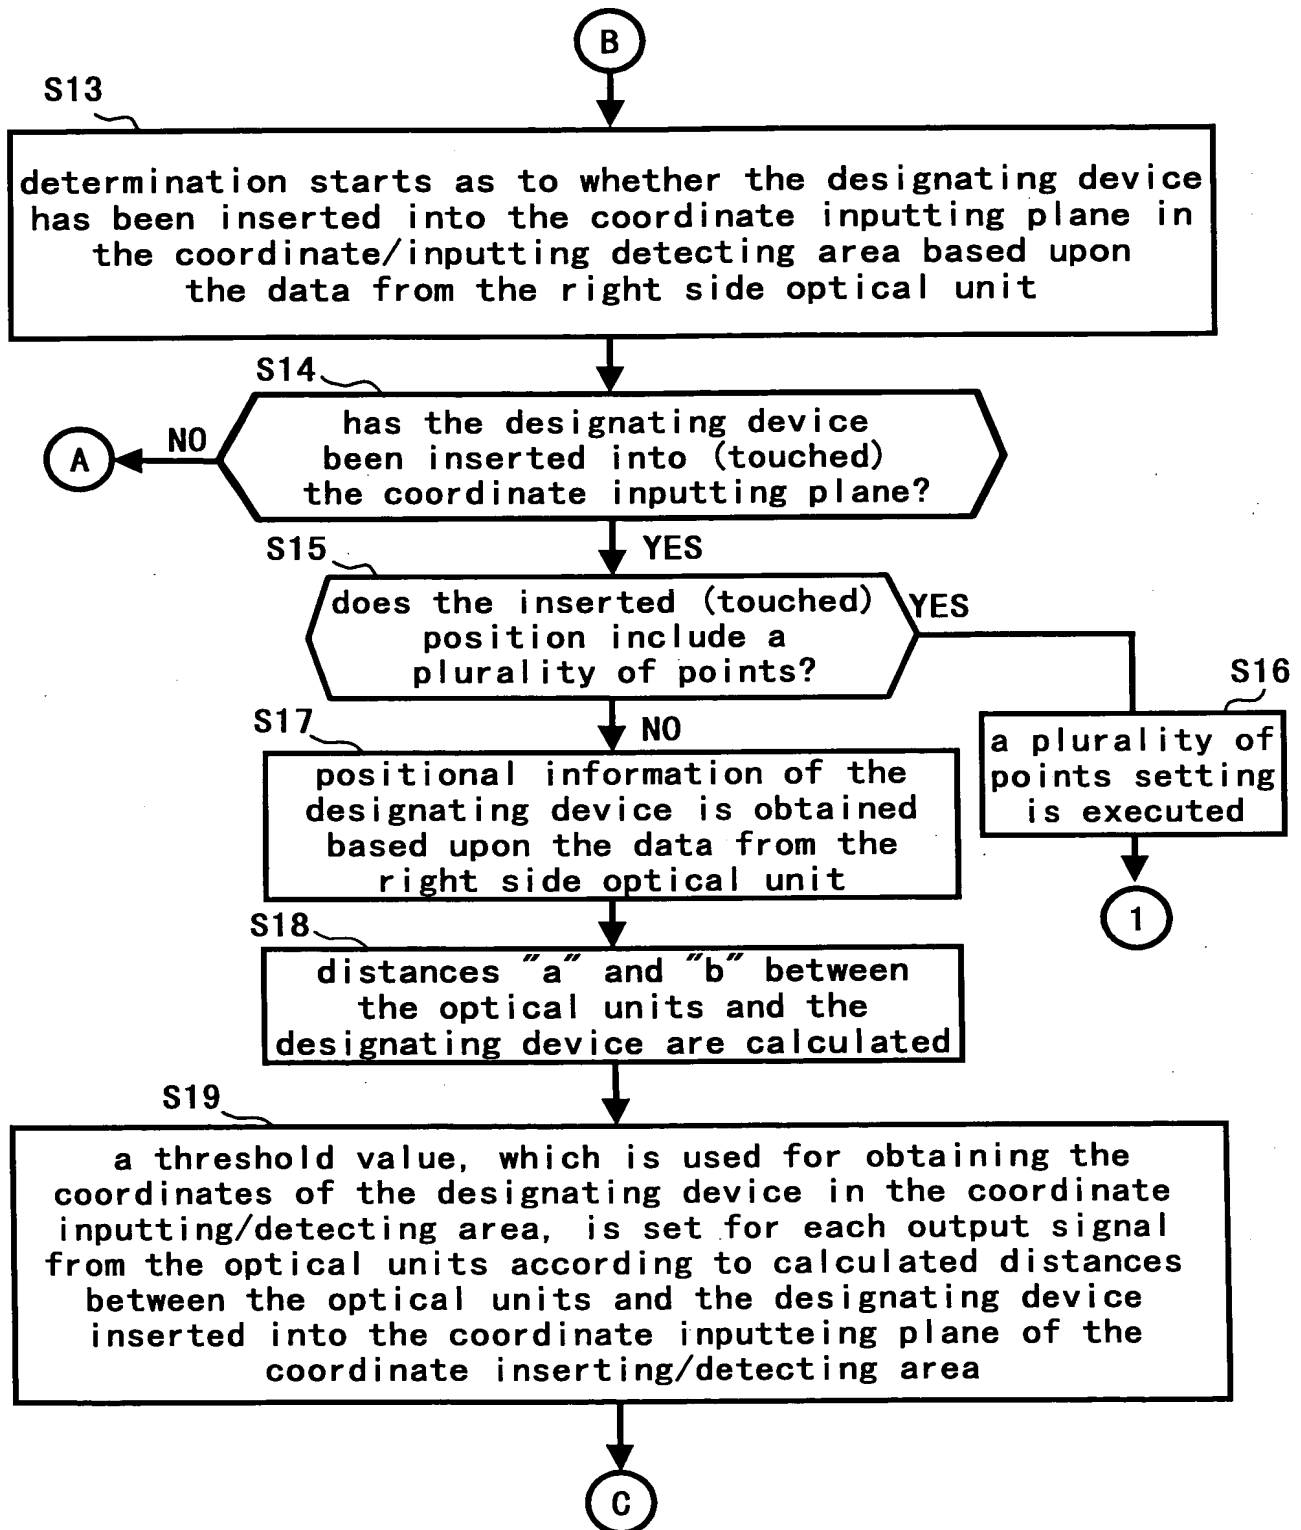 B
S13
determination starts as to whether the designating device
has been inserted into the coordinate inputting plane in
the coordinate/inputting detecting area based upon
the data from the right side optical unit
S14
has the designating device
been inserted into (touched)
the coordinate inputting plane?
NO
A
YES
S15
does the inserted (touched)
position include a
plurality of points?
YES
S16
a plurality of
points setting
is executed
1
NO
S17
positional information of the
designating device is obtained
based upon the data from the
right side optical unit
S18
distances "a" and "b" between
the optical units and the
designating device are calculated
S19
a threshold value, which is used for obtaining the
coordinates of the designating device in the coordinate
inputting/detecting area, is set for each output signal
from the optical units according to calculated distances
between the optical units and the designating device
inserted into the coordinate inputteing plane of the
coordinate inserting/detecting area
C